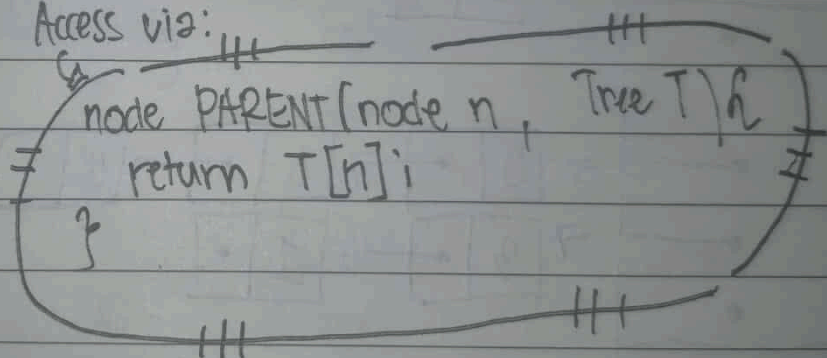 Access via:
node PARENT(node n, Tree T){
return T[n];
}